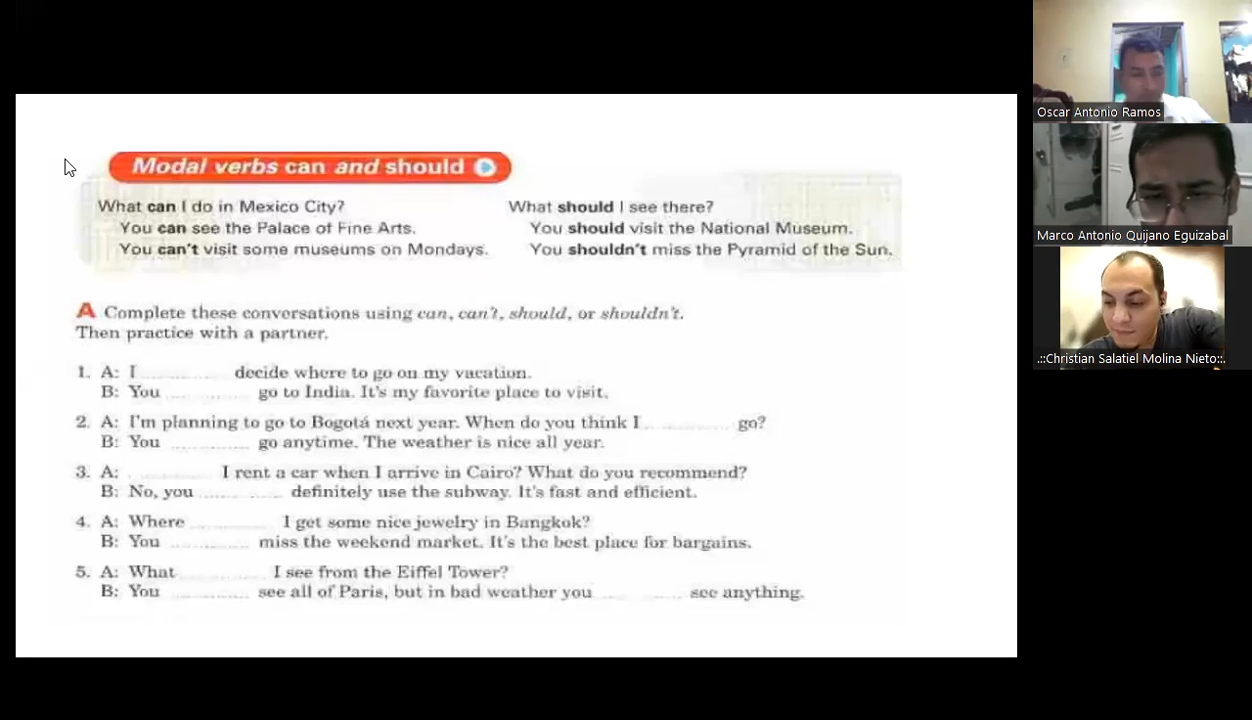 Modal verbs can and should
What can I do in Mexico City?
You can see the Palace of Fine Arts.
You can't visit some museums on Mondays.
What should I see there?
You should visit the National Museum.
You shouldn't miss the Pyramid of the Sun.
A Complete these conversations using can, can't, should, or shouldn't.
Then practice with a partner.
1. A: I ............ decide where to go on my vacation.
B: You ............ go to India. It's my favorite place to visit.
2. A: I'm planning to go to Bogotá next year. When do you think I ............ go?
B: You ............ go anytime. The weather is nice all year.
3. A: ............ I rent a car when I arrive in Cairo? What do you recommend?
B: No, you ............ definitely use the subway. It's fast and efficient.
4. A: Where ............ I get some nice jewelry in Bangkok?
B: You ............ miss the weekend market. It's the best place for bargains.
5. A: What ............ I see from the Eiffel Tower?
B: You ............ see all of Paris, but in bad weather you ............ see anything.
Oscar Antonio Ramos
Marco Antonio Quijano Eguizabal
.::Christian Salatiel Molina Nieto::.